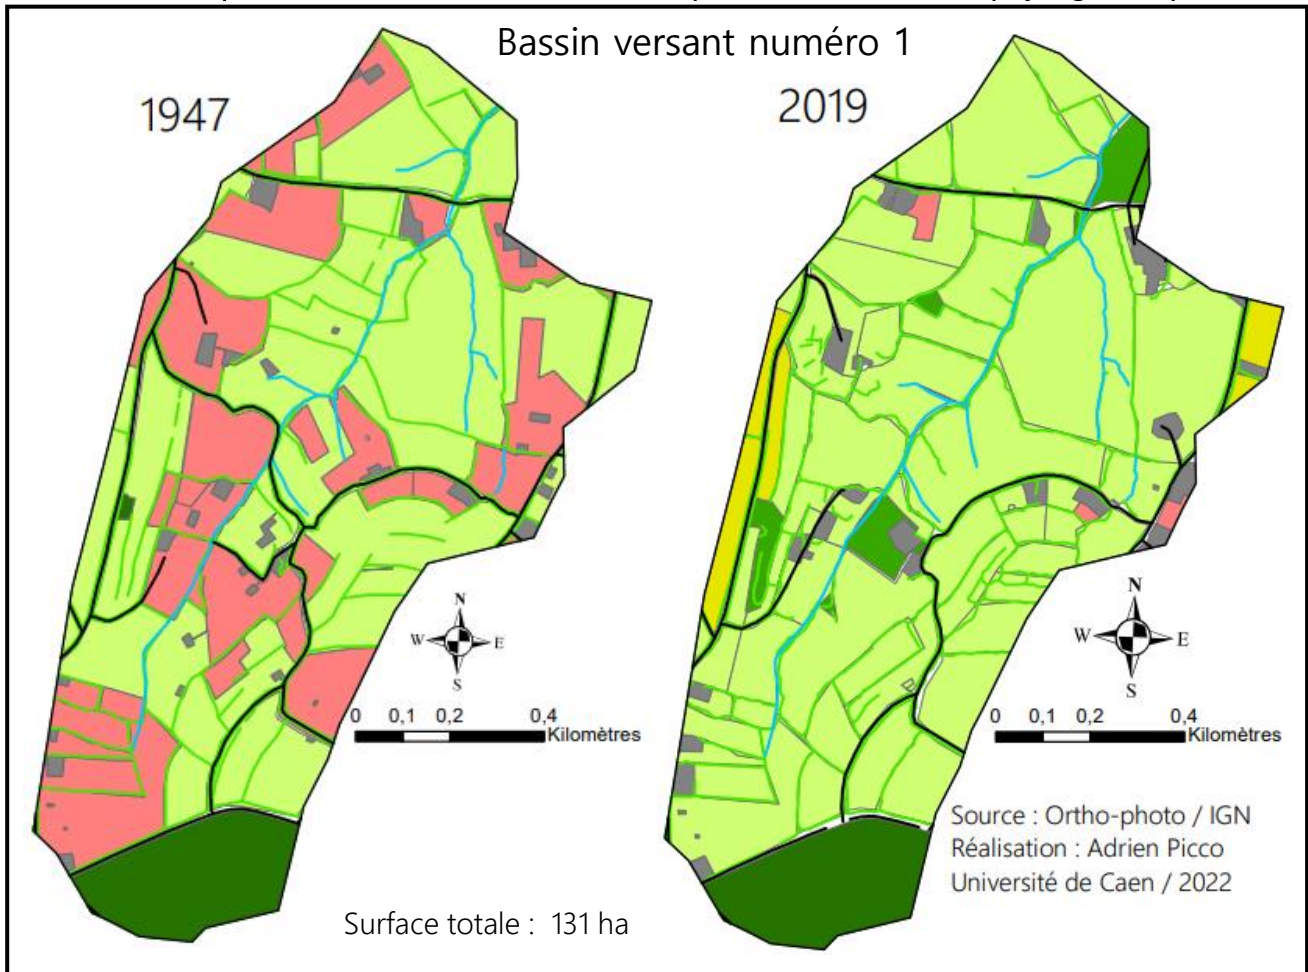 Bassin versant numéro 1
1947
2019
N
W E
S
0 0,1 0,2 0,4
Kilomètres
N
W E
S
0 0,1 0,2 0,4
Kilomètres
Source : Ortho-photo / IGN
Réalisation : Adrien Picco
Université de Caen / 2022
Surface totale : 131 ha